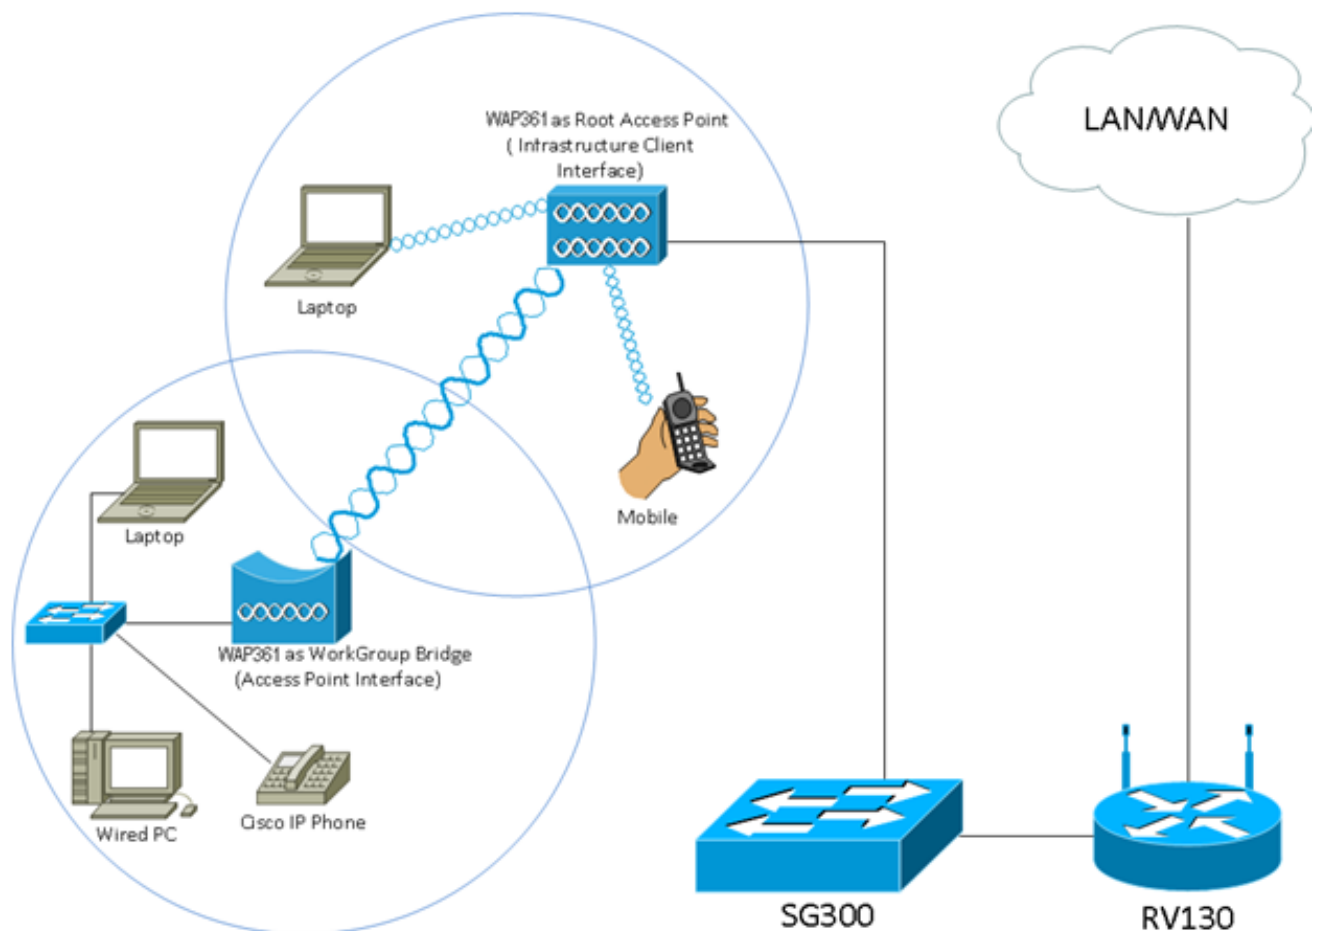 WAP361 as Root Access Point
( Infrastructure Client
Interface)
LAN/WAN
Laptop
Mobile
Laptop
WAP361 as WorkGroup Bridge
(Access Point Interface)
Wired PC
Cisco IP Phone
SG300
RV130